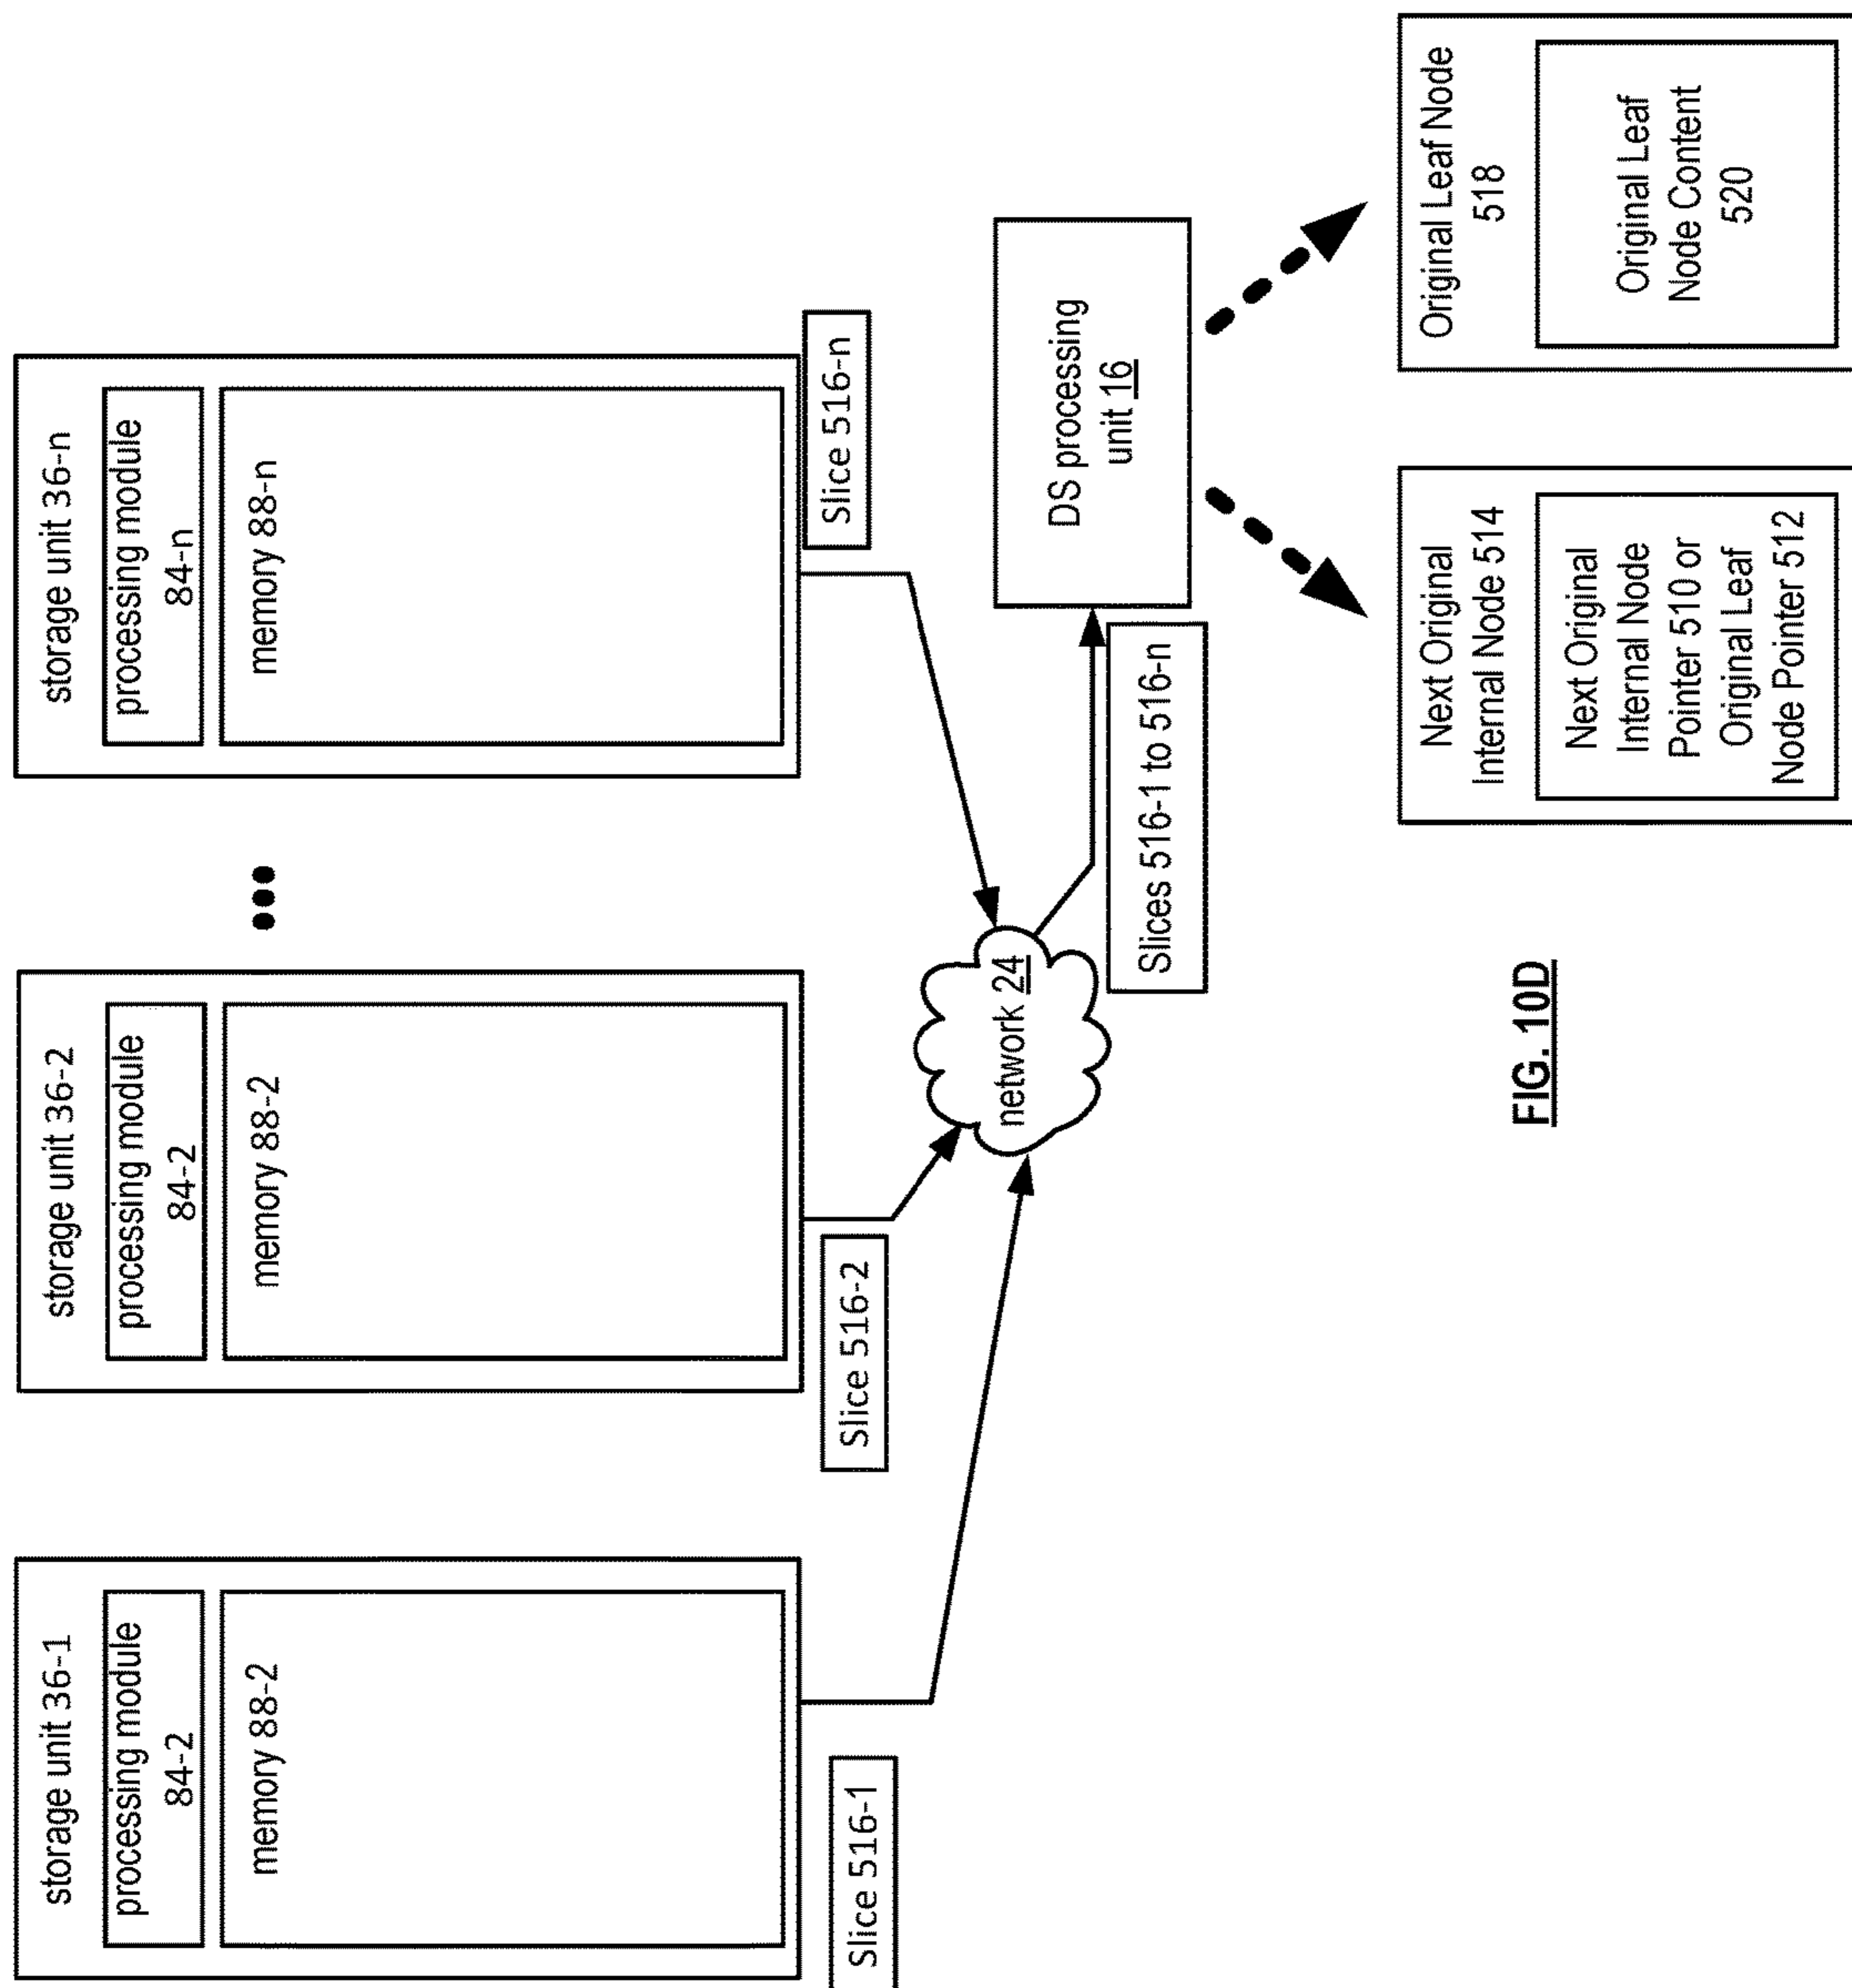 storage unit 36-1
processing module
84-2
memory 88-2
storage unit 36-2
processing module
84-2
memory 88-2
storage unit 36-n
processing module
84-n
memory 88-n
Slice 516-1
Slice 516-2
Slice 516-n
network 24
Slices 516-1 to 516-n
DS processing
unit 16
Next Original
Internal Node 514
Next Original
Internal Node
Pointer 510 or
Original Leaf
Node Pointer 512
Original Leaf Node
518
Original Leaf
Node Content
520
FIG. 10D